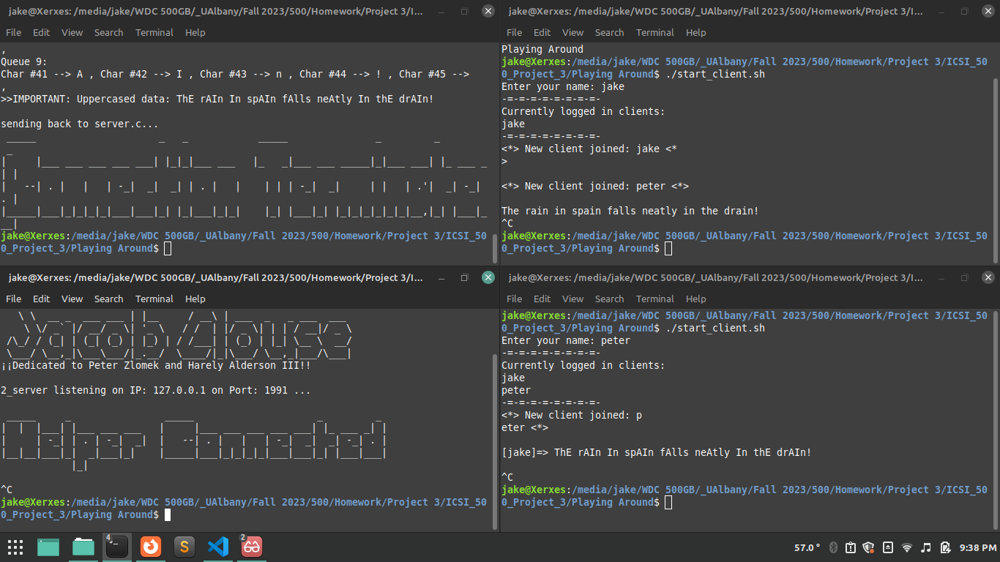 jake@Xerxes: /media/jake/WDC 500GB/_UAlbany/Fall 2023/500/Homework/Project 3/I...
File Edit View Search Terminal Help
,
Queue 9:
Char #41 --> A , Char #42 --> I , Char #43 --> n , Char #44 --> ! , Char #45 -->
,
>>IMPORTANT: Uppercased data: ThE rAIn In spAIn fAlls neAtly In thE drAIn!
sending back to server.c...
Connection Terminated
jake@Xerxes:/media/jake/WDC 500GB/_UAlbany/Fall 2023/500/Homework/Project 3/ICSI_50
0_Project_3/Playing Around$
jake@Xerxes: /media/jake/WDC 500GB/_UAlbany/Fall 2023/500/Homework/Project 3/I...
File Edit View Search Terminal Help
Playing Around
jake@Xerxes:/media/jake/WDC 500GB/_UAlbany/Fall 2023/500/Homework/Project 3/ICSI_50
0_Project_3/Playing Around$ ./start_client.sh
Enter your name: jake
-=-=-=-=-=-=-=-=-
Currently logged in clients:
jake
-=-=-=-=-=-=-=-=-
<*> New client joined: jake <*
>
<*> New client joined: peter <*>
The rain in spain falls neatly in the drain!
^C
jake@Xerxes:/media/jake/WDC 500GB/_UAlbany/Fall 2023/500/Homework/Project 3/ICSI_50
0_Project_3/Playing Around$
jake@Xerxes: /media/jake/WDC 500GB/_UAlbany/Fall 2023/500/Homework/Project 3/I...
File Edit View Search Terminal Help
Jacob Clouse
¡¡Dedicated to Peter Zlomek and Harely Alderson III!!
2_server listening on IP: 127.0.0.1 on Port: 1991 ...
Helper Connected
^C
jake@Xerxes:/media/jake/WDC 500GB/_UAlbany/Fall 2023/500/Homework/Project 3/ICSI_50
0_Project_3/Playing Around$
jake@Xerxes: /media/jake/WDC 500GB/_UAlbany/Fall 2023/500/Homework/Project 3/I...
File Edit View Search Terminal Help
jake@Xerxes:/media/jake/WDC 500GB/_UAlbany/Fall 2023/500/Homework/Project 3/ICSI_50
0_Project_3/Playing Around$ ./start_client.sh
Enter your name: peter
-=-=-=-=-=-=-=-=-
Currently logged in clients:
jake
peter
-=-=-=-=-=-=-=-=-
<*> New client joined: p
eter <*>
[jake]=> ThE rAIn In spAIn fAlls neAtly In thE drAIn!
^C
jake@Xerxes:/media/jake/WDC 500GB/_UAlbany/Fall 2023/500/Homework/Project 3/ICSI_50
0_Project_3/Playing Around$
4 S 2 57.0 ° 9:38 PM